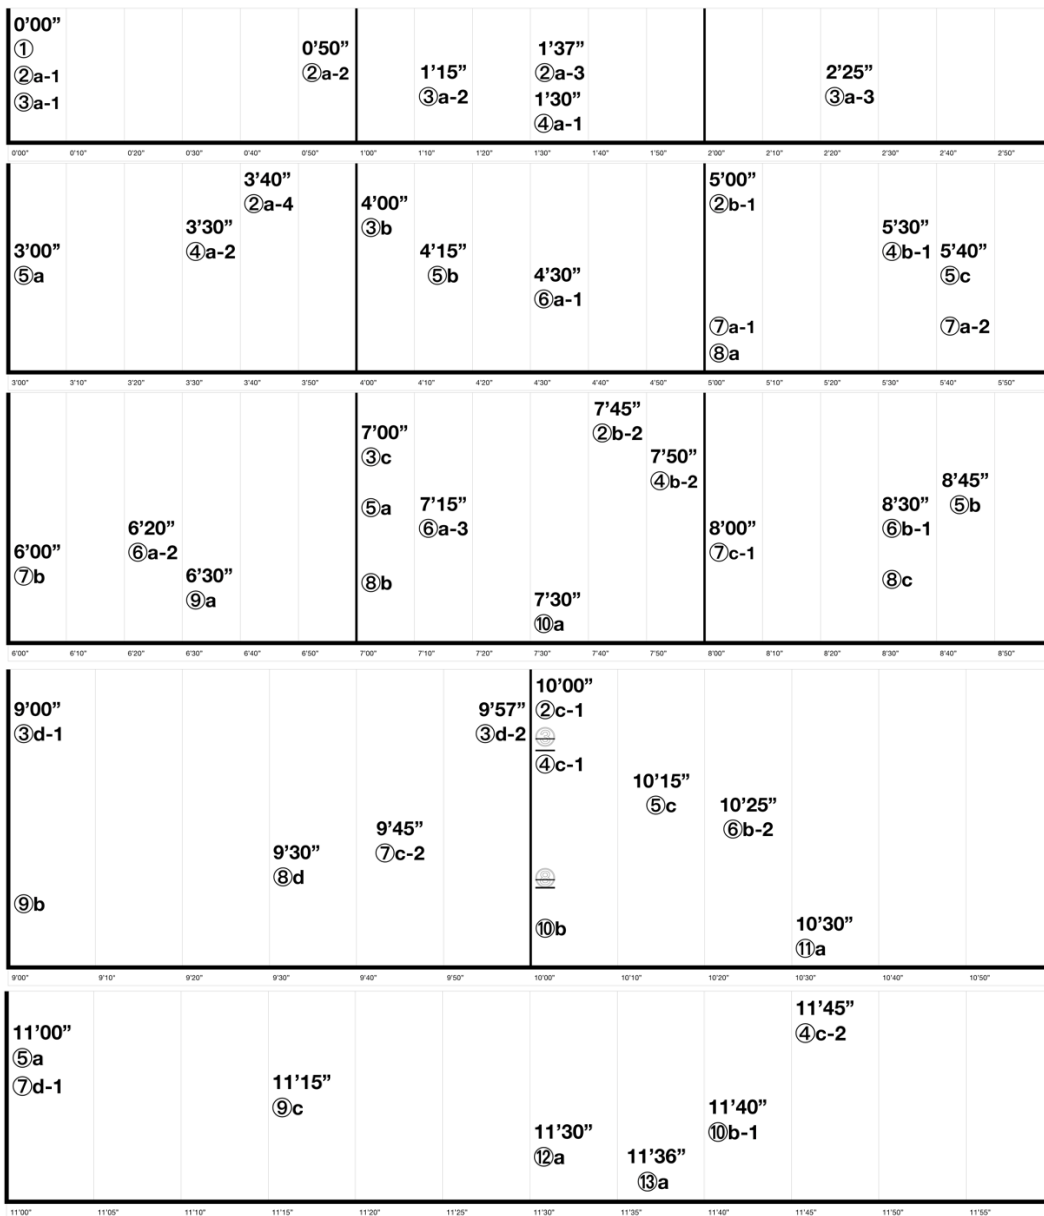 0’00”
①
②a-1
③a-1
0’50”
②a-2
1’15”
③a-2
1’37”
②a-3
1’30”
④a-1
2’25”
③a-3
0'00" 0'10" 0'20" 0'30" 0'40" 0'50" 1'00" 1'10" 1'20" 1'30" 1'40" 1'50" 2'00" 2'10" 2'20" 2'30" 2'40" 2'50"
3’00”
⑤a
3’30”
④a-2
3’40”
②a-4
4’00”
③b
4’15”
⑤b
4’30”
⑥a-1
5’00”
②b-1
⑦a-1
⑧a
5’30”
④b-1
5’40”
⑤c
⑦a-2
3'00" 3'10" 3'20" 3'30" 3'40" 3'50" 4'00" 4'10" 4'20" 4'30" 4'40" 4'50" 5'00" 5'10" 5'20" 5'30" 5'40" 5'50"
6’00”
⑦b
6’20”
⑥a-2
6’30”
⑨a
7’00”
③c
⑤a
⑧b
7’15”
⑥a-3
7’30”
⑩a
7’45”
②b-2
7’50”
④b-2
8’00”
⑦c-1
8’30”
⑥b-1
⑧c
8’45”
⑤b
6'00" 6'10" 6'20" 6'30" 6'40" 6'50" 7'00" 7'10" 7'20" 7'30" 7'40" 7'50" 8'00" 8'10" 8'20" 8'30" 8'40" 8'50"
9’00”
③d-1
⑨b
9’30”
⑧d
9’45”
⑦c-2
9’57”
③d-2
10’00”
②c-1
③
④c-1
⑧
⑩b
10’15”
⑤c
10’25”
⑥b-2
10’30”
⑪a
9'00" 9'10" 9'20" 9'30" 9'40" 9'50" 10'00" 10'10" 10'20" 10'30" 10'40" 10'50"
11’00”
⑤a
⑦d-1
11’15”
⑨c
11’30”
⑫a
11’36”
⑬a
11’40”
⑩b-1
11’45”
④c-2
11'00" 11'05" 11'10" 11'15" 11'20" 11'25" 11'30" 11'35" 11'40" 11'45" 11'50" 11'55"